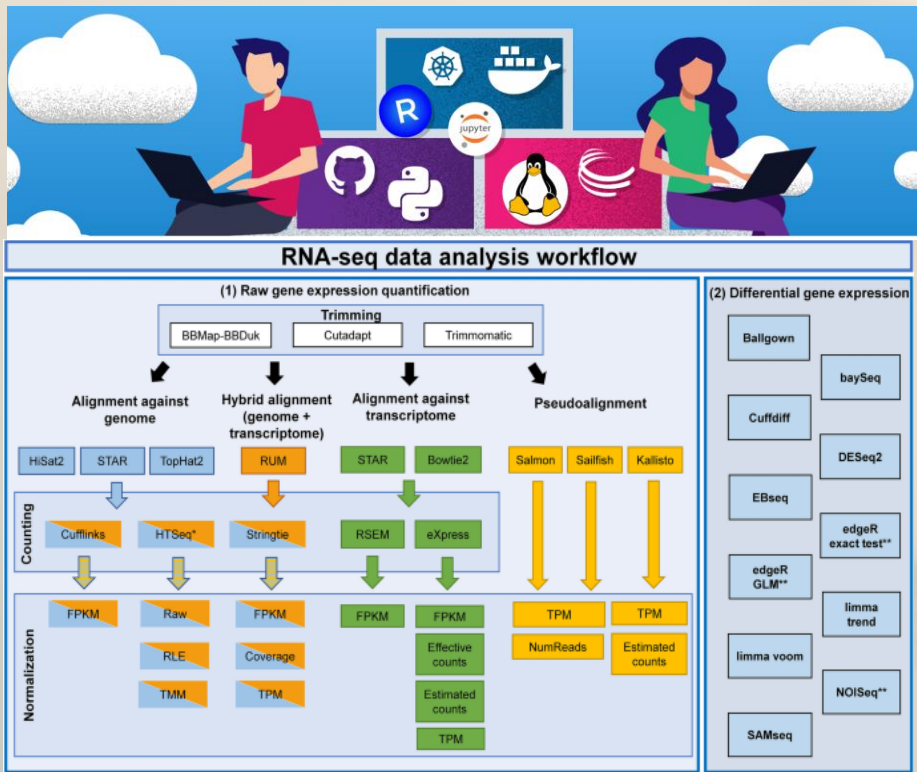 R
jupyter
RNA-seq data analysis workflow
(1) Raw gene expression quantification
Trimming
BBMap-BBDuk
Cutadapt
Trimmomatic
Alignment against
genome
Hybrid alignment
(genome +
transcriptome)
Alignment against
transcriptome
Pseudoalignment
HiSat2
STAR
TopHat2
RUM
STAR
Bowtie2
Salmon
Sailfish
Kallisto
Counting
Cufflinks
HTSeq*
Stringtie
RSEM
eXpress
Normalization
FPKM
Raw
FPKM
FPKM
FPKM
TPM
TPM
RLE
Coverage
Effective
counts
NumReads
Estimated
counts
TMM
TPM
Estimated
counts
TPM
(2) Differential gene expression
Ballgown
baySeq
Cuffdiff
DESeq2
EBseq
edgeR
exact test**
edgeR
GLM**
limma
trend
limma voom
NOISeq**
SAMseq